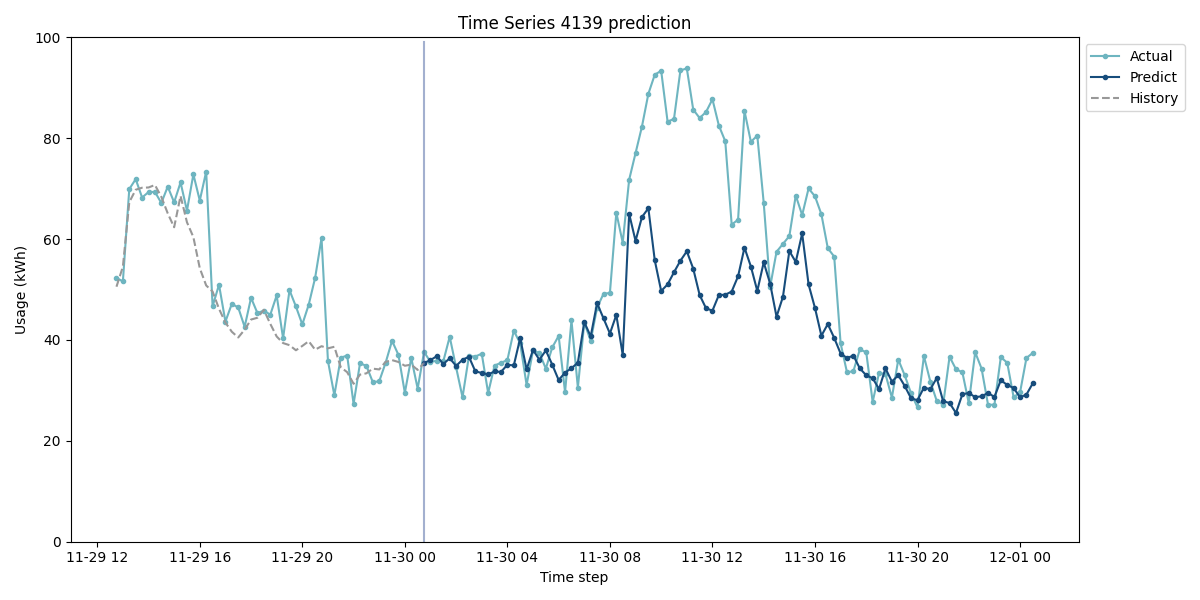 Time Series 4139 prediction
100
80
60
40
20
0
Usage (kWh)
11-29 12
11-29 16
11-29 20
11-30 00
11-30 04
11-30 08
11-30 12
11-30 16
11-30 20
12-01 00
Time step
Actual
Predict
History